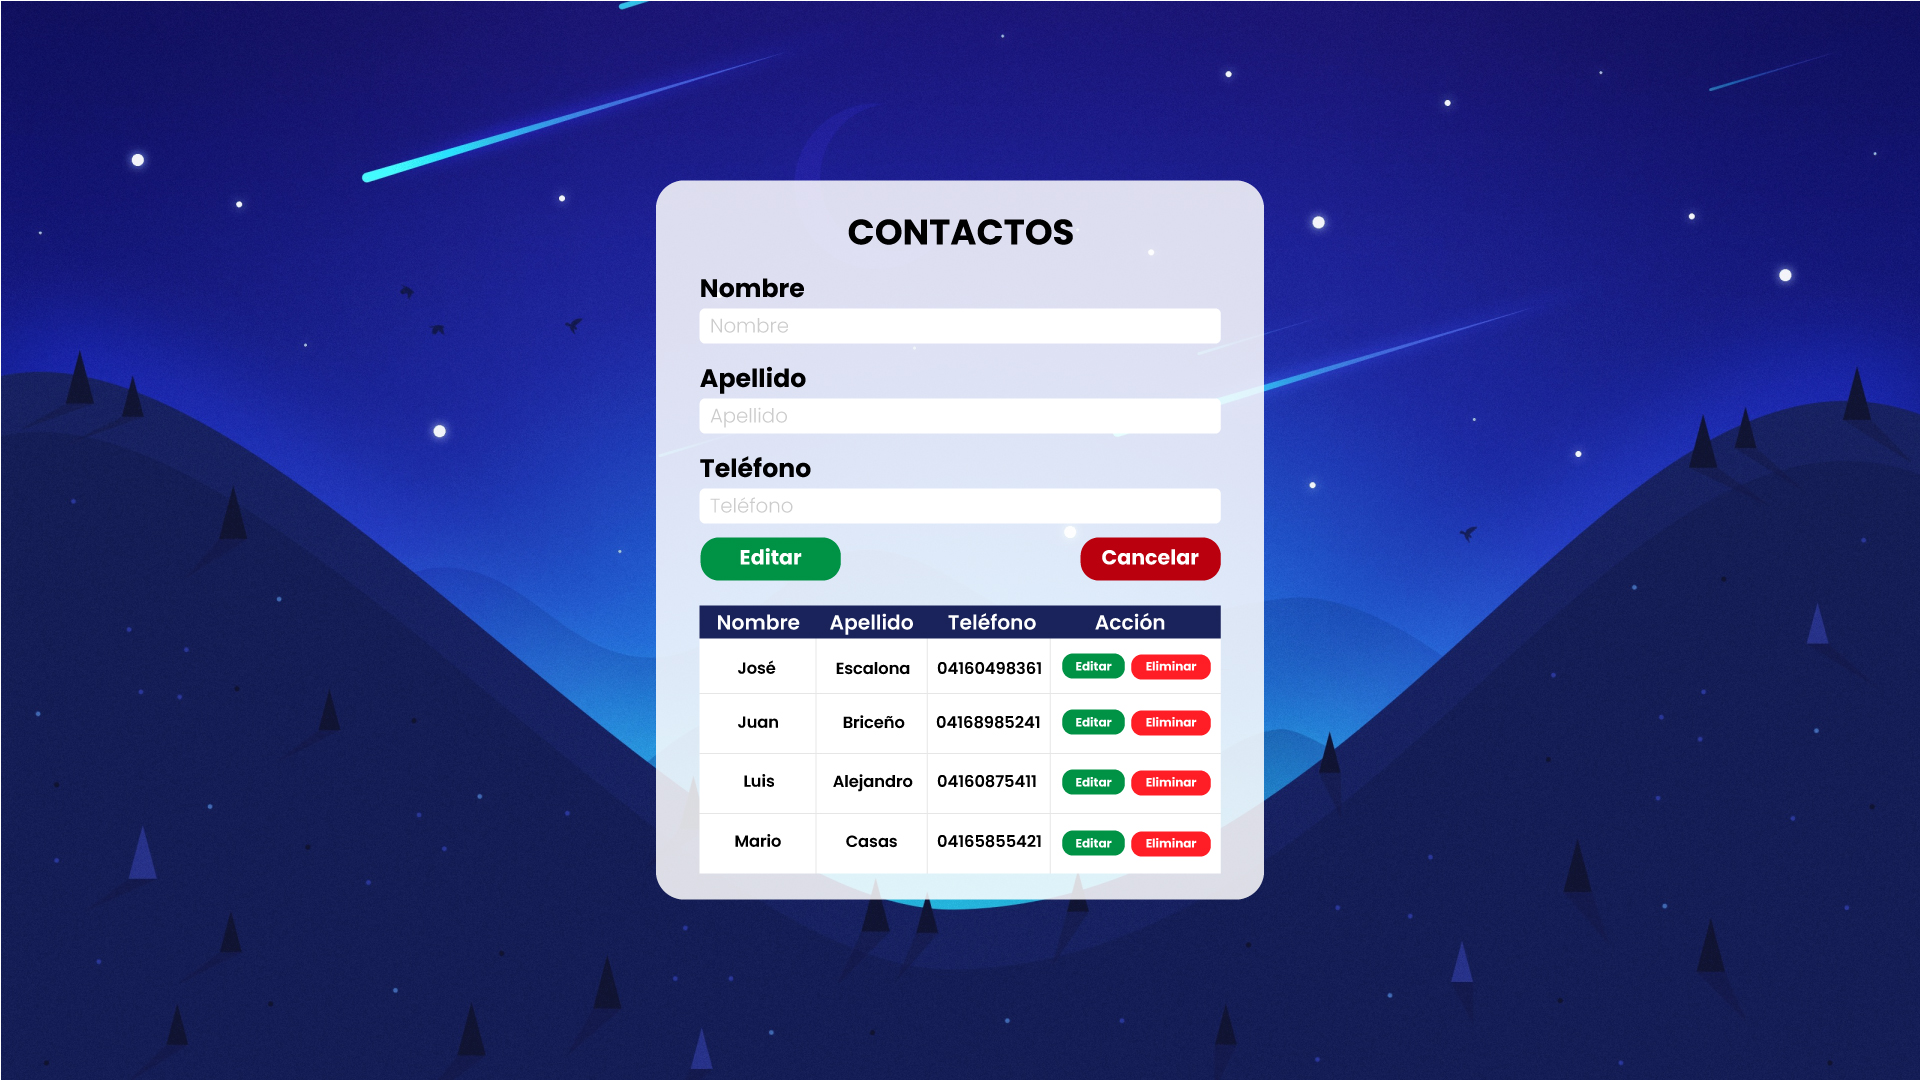 CONTACTOS
Nombre
Nombre
Apellido
Apellido
Teléfono
Teléfono
Editar Cancelar
Nombre Apellido Teléfono Acción
José Escalona 04160498361 Editar Eliminar
Juan Briceño 04168985241 Editar Eliminar
Luis Alejandro 04160875411 Editar Eliminar
Mario Casas 04165855421 Editar Eliminar